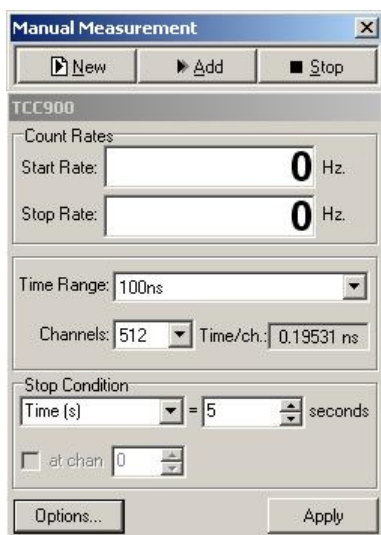 Manual Measurement
New Add Stop
TCC900
Count Rates
Start Rate: 0 Hz.
Stop Rate: 0 Hz.
Time Range: 100ns
Channels: 512 Time/ch.: 0.19531 ns
Stop Condition
Time (s) = 5 seconds
at chan 0
Options... Apply